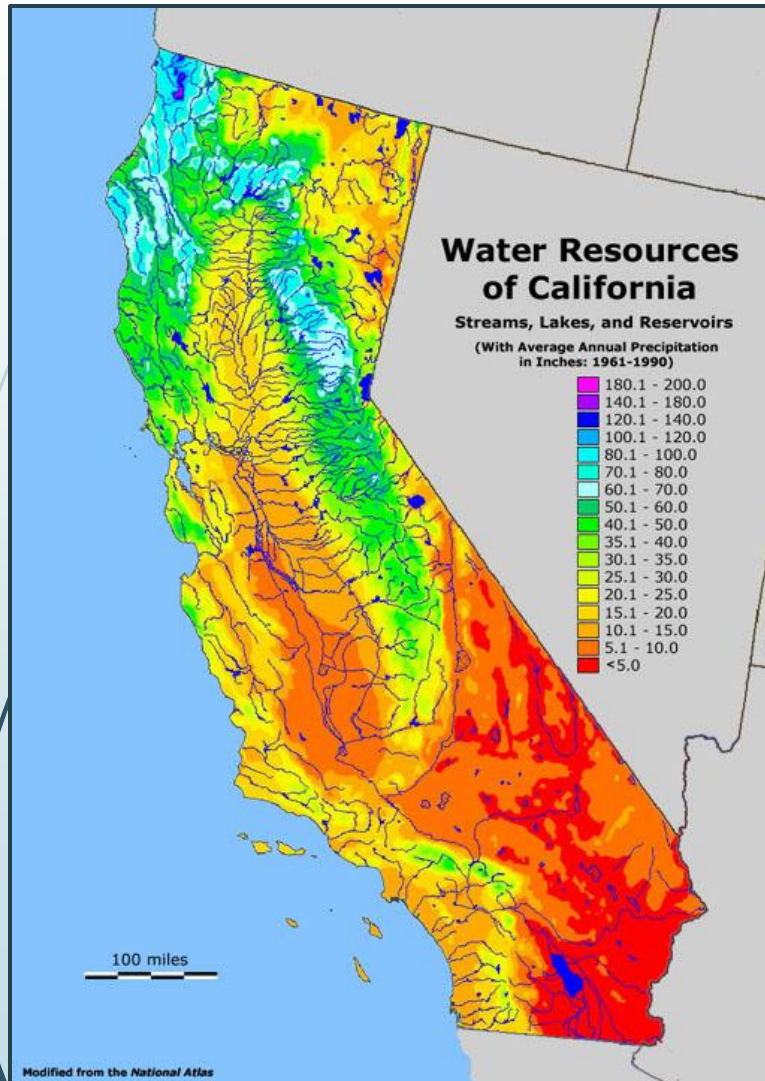 Water Resources
of California
Streams, Lakes, and Reservoirs
(With Average Annual Precipitation
in Inches: 1961-1990)
180.1 - 200.0
140.1 - 180.0
120.1 - 140.0
100.1 - 120.0
80.1 - 100.0
70.1 - 80.0
60.1 - 70.0
50.1 - 60.0
40.1 - 50.0
35.1 - 40.0
30.1 - 35.0
25.1 - 30.0
20.1 - 25.0
15.1 - 20.0
10.1 - 15.0
5.1 - 10.0
<5.0
100 miles
Modified from the National Atlas